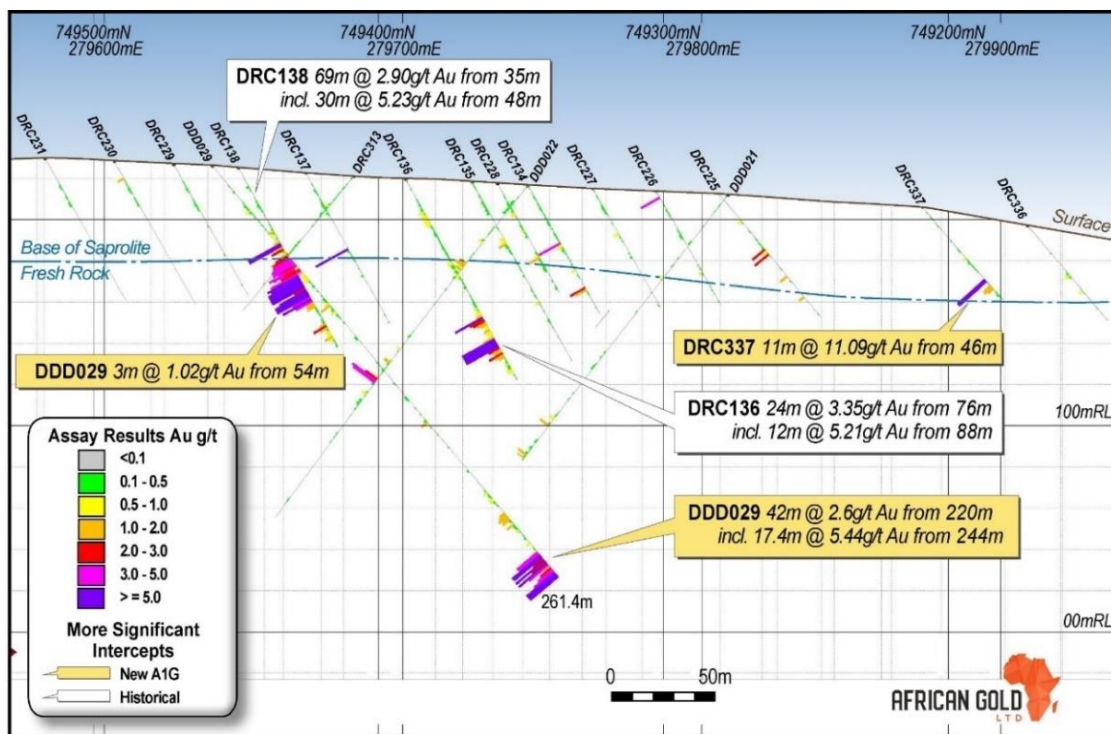 749500mN
279600mE
749400mN
279700mE
749300mN
279800mE
749200mN
279900mE
DRC138 69m @ 2.90g/t Au from 35m
incl. 30m @ 5.23g/t Au from 48m
DRC231
DRC230
DRC229
DDD029
DRC138
DRC137
DRC313
DRC136
DRC135
DRC228
DRC134
DDD022
DRC227
DRC226
DRC225
DDD021
DRC337
DRC336
Surface
Base of Saprolite
Fresh Rock
DDD029 3m @ 1.02g/t Au from 54m
DRC337 11m @ 11.09g/t Au from 46m
DRC136 24m @ 3.35g/t Au from 76m
incl. 12m @ 5.21g/t Au from 88m
100mRL
DDD029 42m @ 2.6g/t Au from 220m
incl. 17.4m @ 5.44g/t Au from 244m
261.4m
00mRL
Assay Results Au g/t
<0.1
0.1 - 0.5
0.5 - 1.0
1.0 - 2.0
2.0 - 3.0
3.0 - 5.0
> = 5.0
More Significant
Intercepts
New A1G
Historical
0 50m
AFRICAN GOLD
LTD